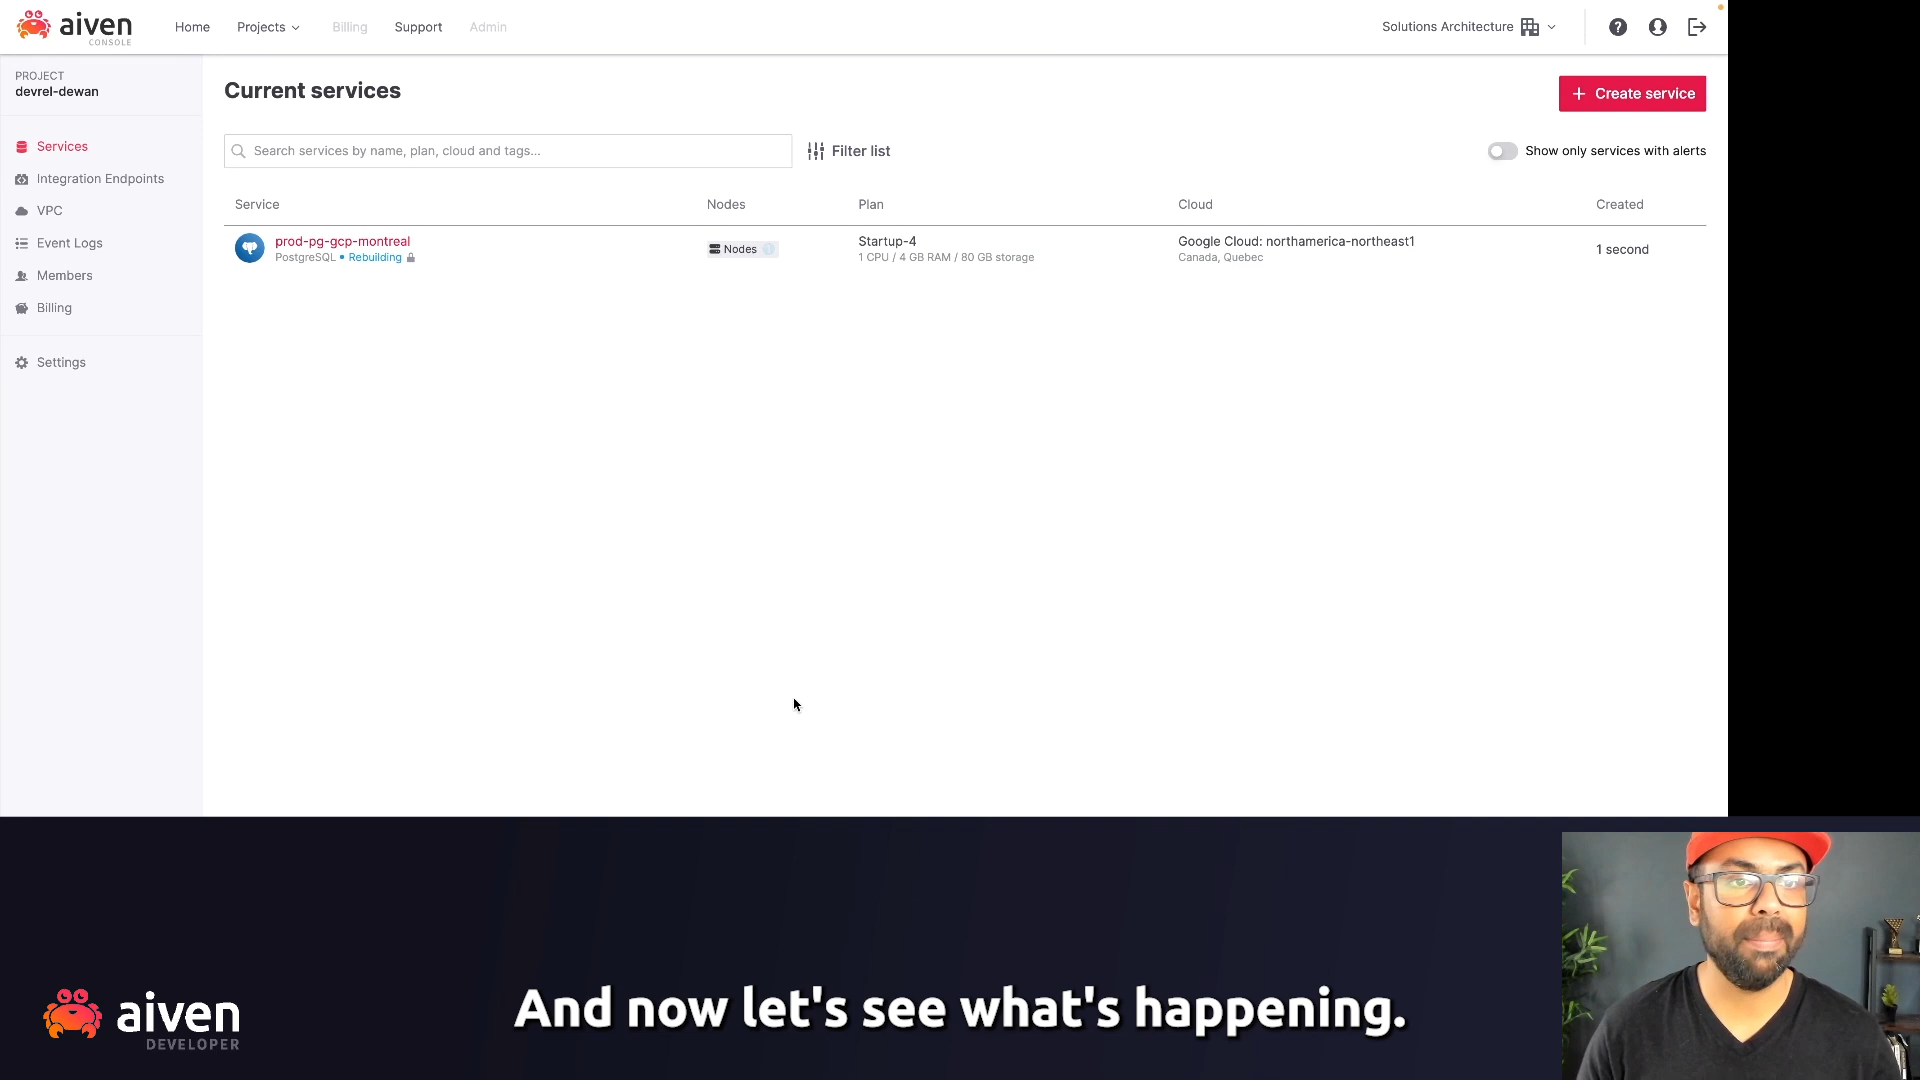 aiven
CONSOLE
Home
Projects
Billing
Support
Admin
Solutions Architecture
PROJECT
devrel-dewan
Services
Integration Endpoints
VPC
Event Logs
Members
Billing
Settings
Current services
+ Create service
Search services by name, plan, cloud and tags...
Filter list
Show only services with alerts
Service
Nodes
Plan
Cloud
Created
prod-pg-gcp-montreal
PostgreSQL • Rebuilding
Nodes
Startup-4
1 CPU / 4 GB RAM / 80 GB storage
Google Cloud: northamerica-northeast1
Canada, Quebec
1 second
aiven
DEVELOPER
And now let's see what's happening.